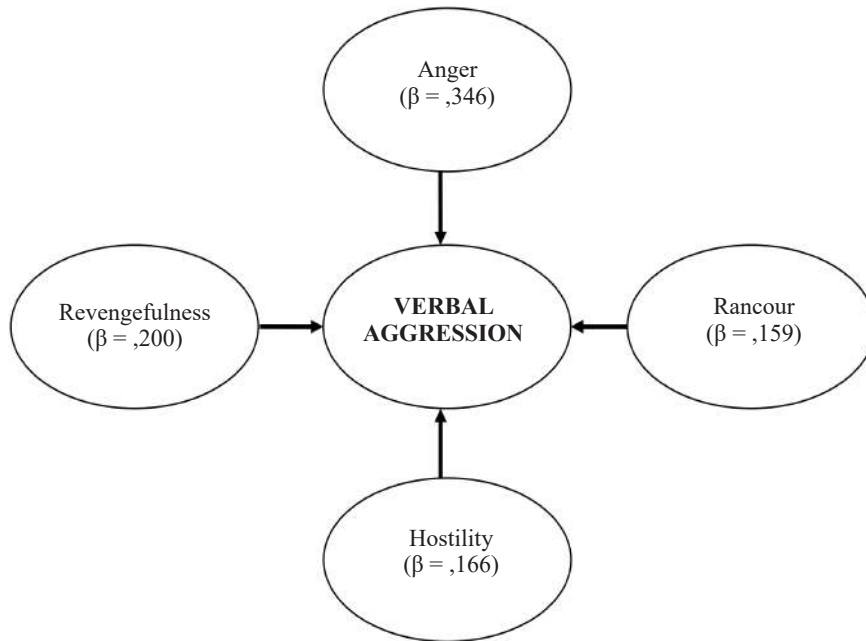 Anger
(β = ,346)
Revengefulness
(β = ,200)
VERBAL
AGGRESSION
Rancour
(β = ,159)
Hostility
(β = ,166)